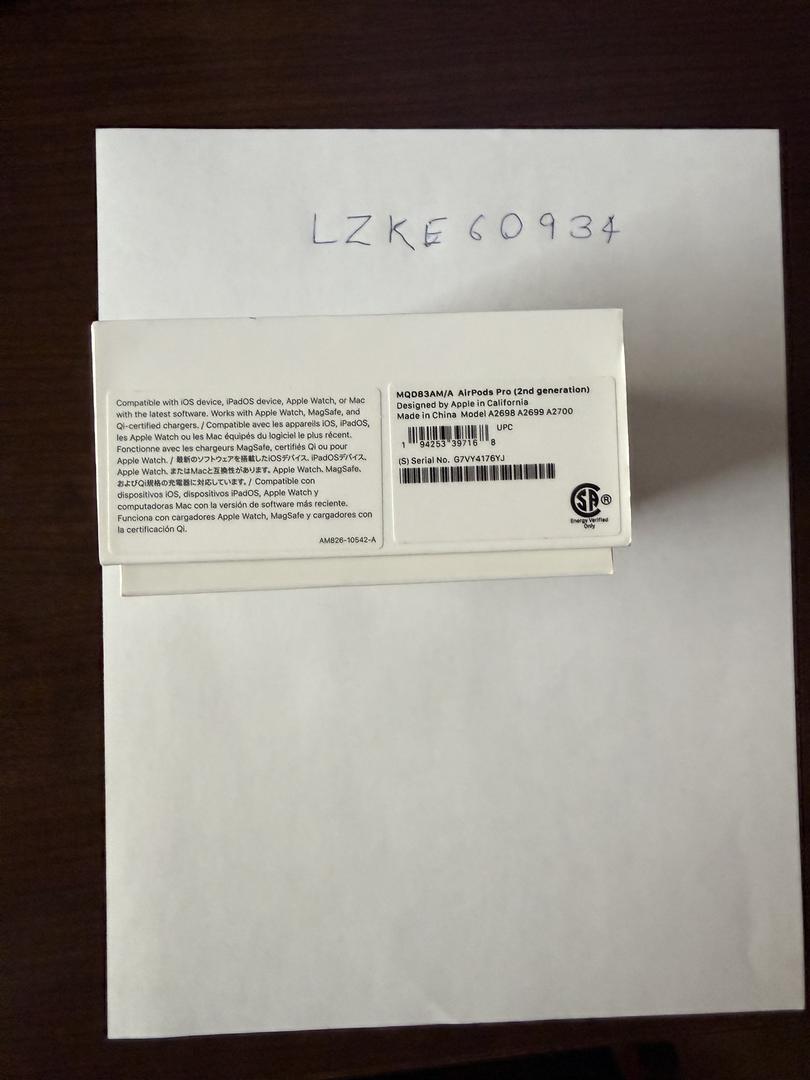 LZKE60934
Compatible with iOS device, iPadOS device, Apple Watch, or Mac
with the latest software. Works with Apple Watch, MagSafe, and
Qi-certified chargers. / Compatible avec les appareils iOS, iPadOS,
les Apple Watch ou les Mac équipés du logiciel le plus récent.
Fonctionne avec les chargeurs MagSafe, certifiés Qi ou pour
Apple Watch. / 最新のソフトウェアを搭載したiOSデバイス、iPadOSデバイス、
Apple Watch、またはMacと互換性があります。Apple Watch、MagSafe、
およびQi規格の充電器に対応しています。/ Compatible con
dispositivos iOS, dispositivos iPadOS, Apple Watch y
computadoras Mac con la versión de software más reciente.
Funciona con cargadores Apple Watch, MagSafe y cargadores con
la certificación Qi.
AM826-10542-A
MQD83AM/A AirPods Pro (2nd generation)
Designed by Apple in California
Made in China Model A2698 A2699 A2700
UPC
1 94253 39716 8
(S) Serial No. G7VY4176YJ
SA ®
Energy Verified
Only